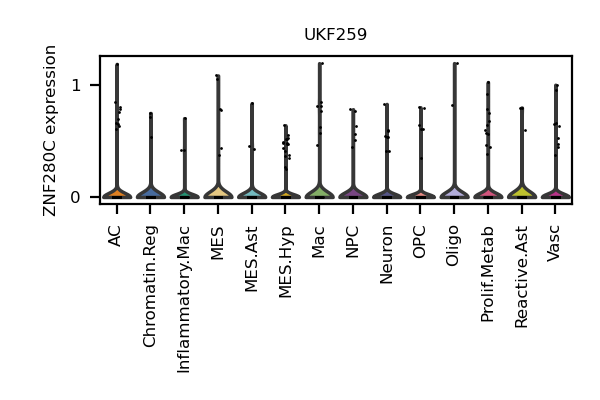 UKF259
ZNF280C expression
1
0
AC
Chromatin.Reg
Inflammatory.Mac
MES
MES.Ast
MES.Hyp
Mac
NPC
Neuron
OPC
Oligo
Prolif.Metab
Reactive.Ast
Vasc